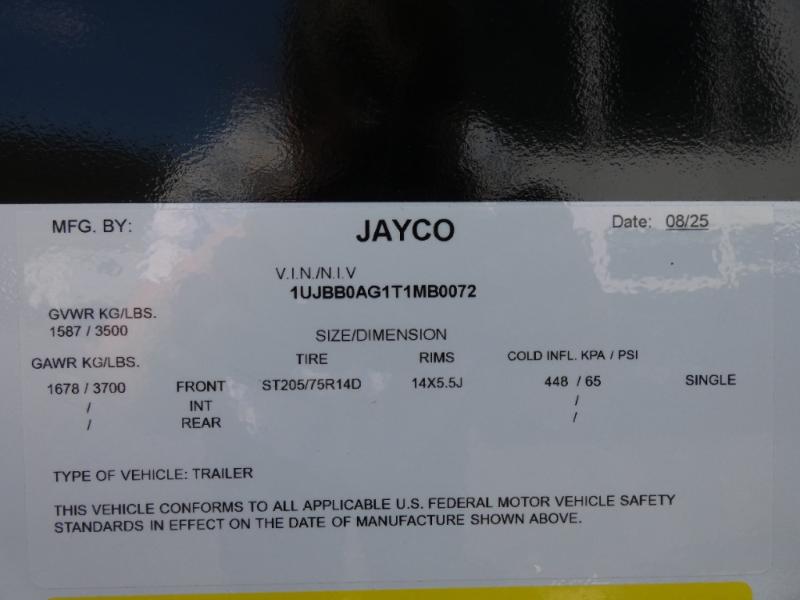 MFG. BY: JAYCO Date: 08/25
V.I.N./N.I.V
1UJBB0AG1T1MB0072
GVWR KG/LBS.
1587 / 3500
SIZE/DIMENSION
GAWR KG/LBS. TIRE RIMS COLD INFL. KPA / PSI
1678 / 3700 FRONT ST205/75R14D 14X5.5J 448 / 65 SINGLE
/ INT /
/ REAR /
TYPE OF VEHICLE: TRAILER
THIS VEHICLE CONFORMS TO ALL APPLICABLE U.S. FEDERAL MOTOR VEHICLE SAFETY
STANDARDS IN EFFECT ON THE DATE OF MANUFACTURE SHOWN ABOVE.